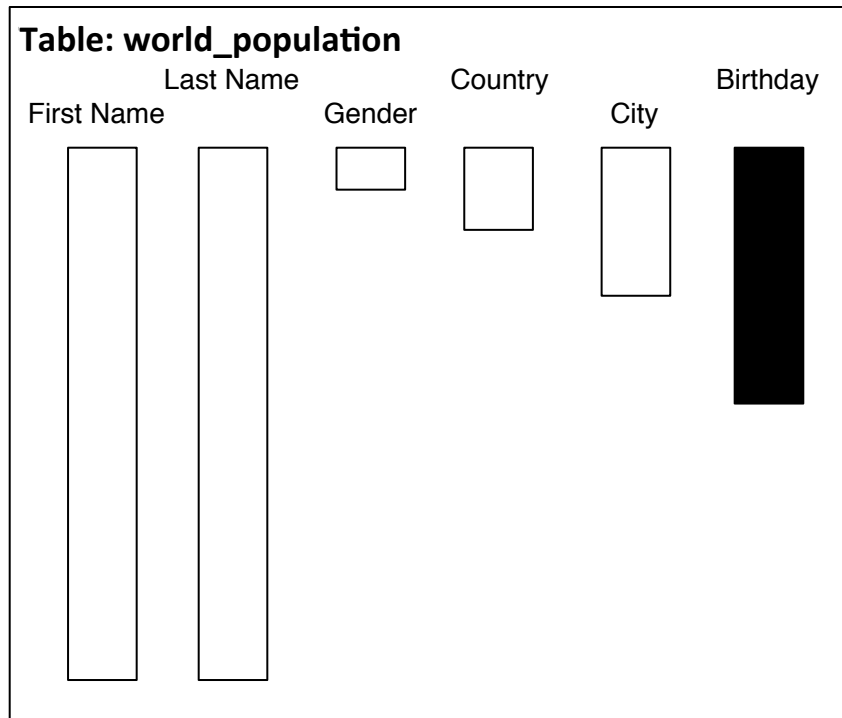 Table: world_population
Last Name Country Birthday
First Name Gender City